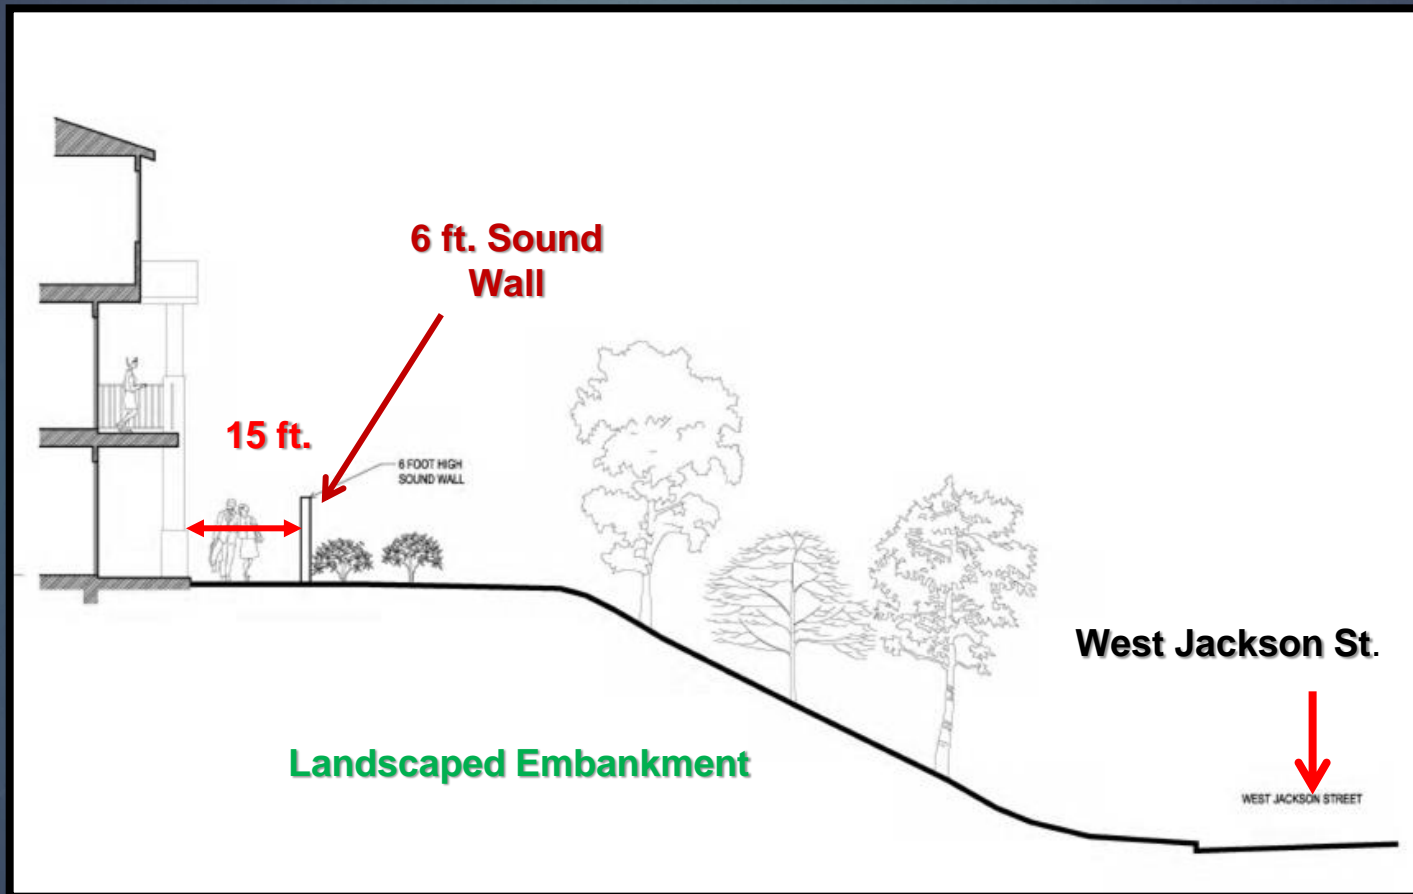 6 ft. Sound
Wall
15 ft.
6 FOOT HIGH
SOUND WALL
West Jackson St.
Landscaped Embankment
WEST JACKSON STREET